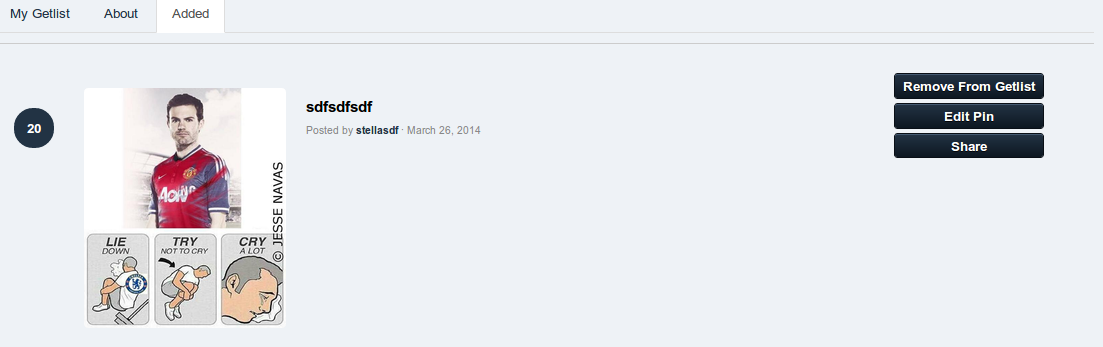 My Getlist
About
Added
20
sdfsdfsdf
Posted by stellasdf · March 26, 2014
Remove From Getlist
Edit Pin
Share
AON
© JESSE NAVAS
LIE
DOWN
TRY
NOT TO CRY
CRY
A LOT